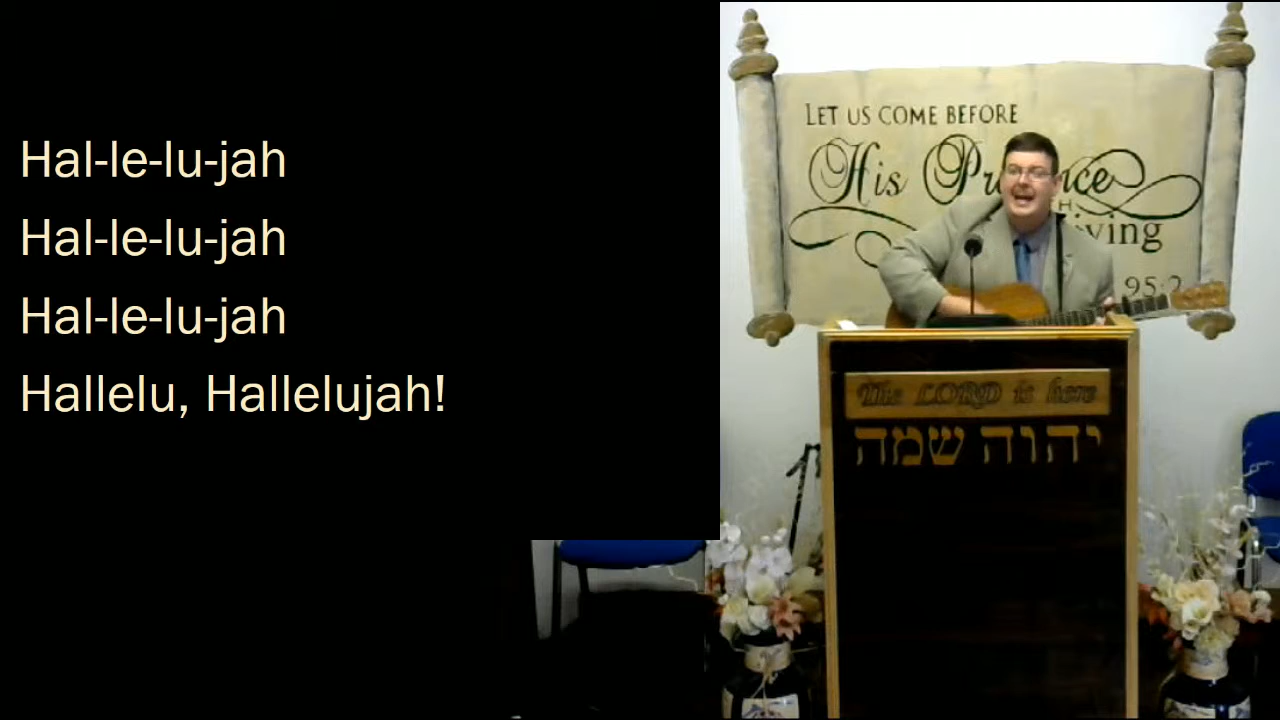 Hal-le-lu-jah
Hal-le-lu-jah
Hal-le-lu-jah
Hallelu, Hallelujah!
LET US COME BEFORE
His
95:2
The LORD is here
יהוה שמה